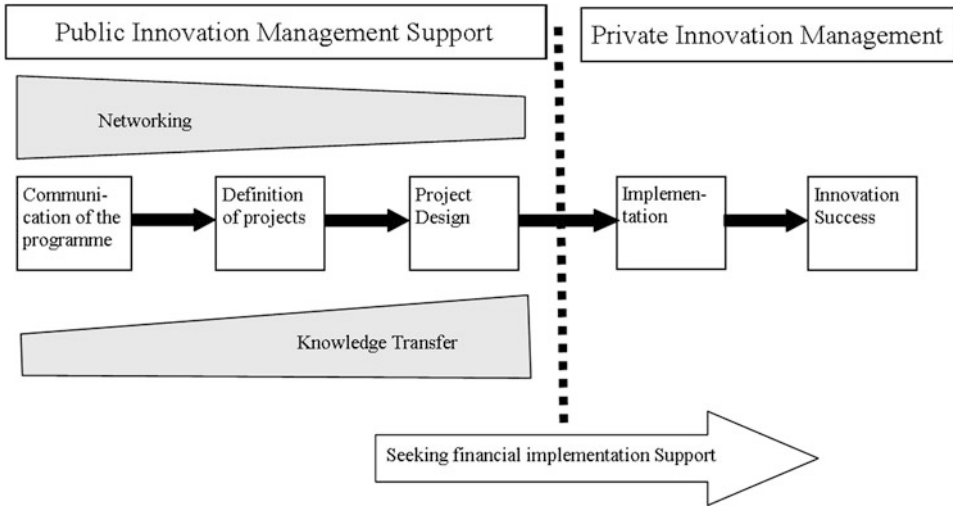 Public Innovation Management Support
Private Innovation Management
Networking
Communi-
cation of the
programme
Definition
of projects
Project
Design
Implemen-
tation
Innovation
Success
Knowledge Transfer
Seeking financial implementation Support